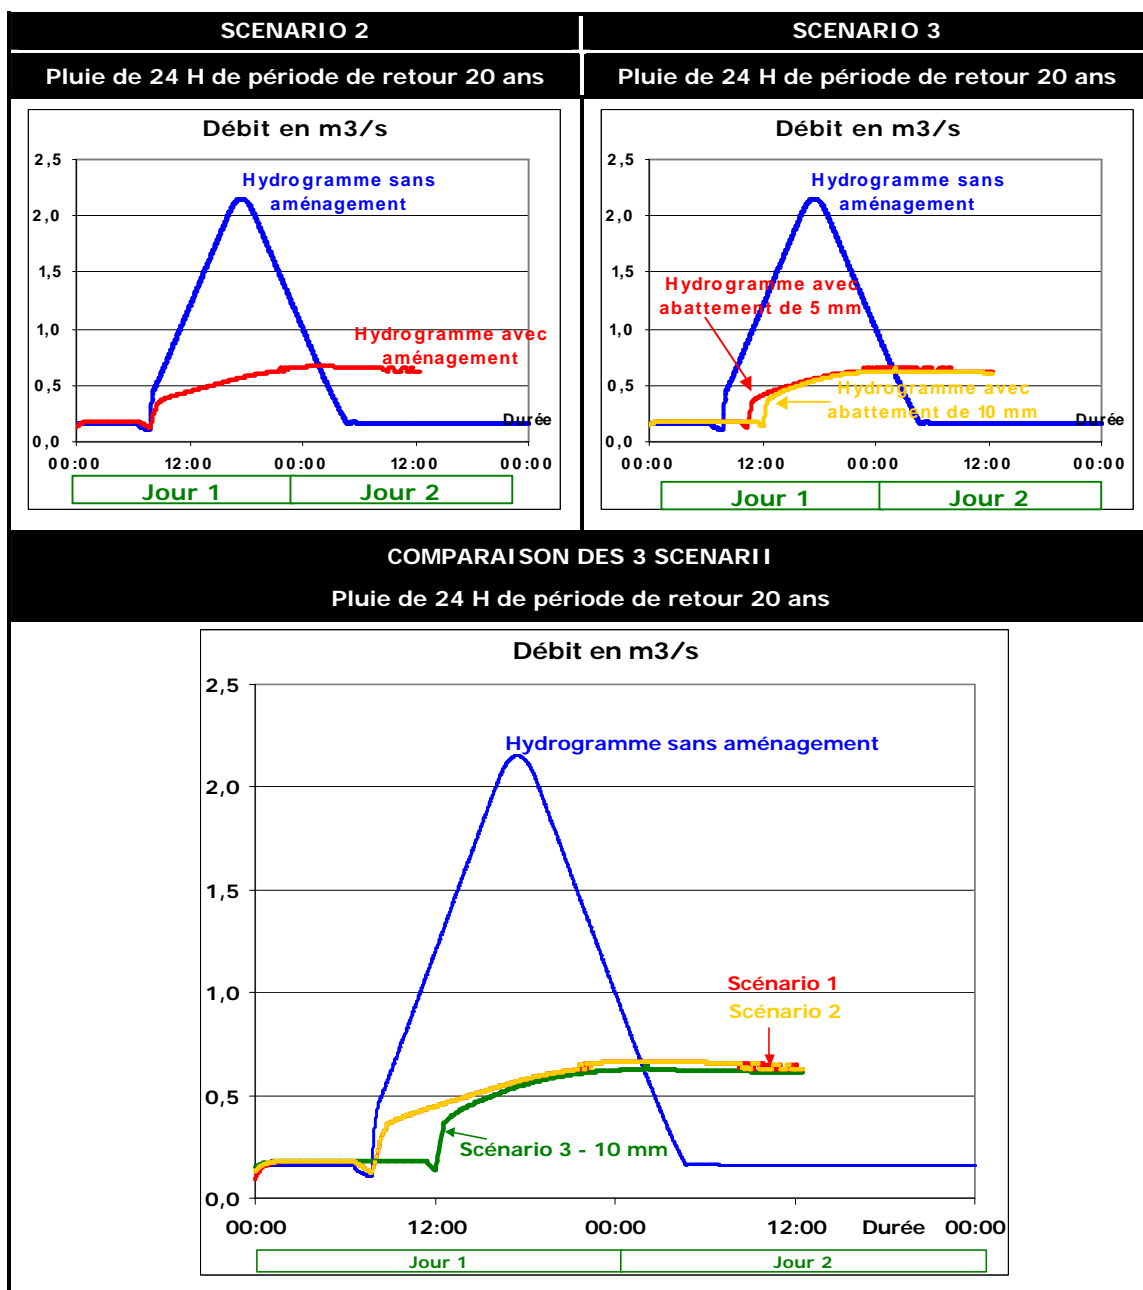 SCENARIO 2
Pluie de 24 H de période de retour 20 ans
Débit en m3/s
2,5
2,0
1,5
1,0
0,5
0,0
Hydrogramme sans
aménagement
Hydrogramme avec
aménagement
Durée
00:00 12:00 00:00 12:00 00:00
Jour 1 Jour 2
SCENARIO 3
Pluie de 24 H de période de retour 20 ans
Débit en m3/s
2,5
2,0
1,5
1,0
0,5
0,0
Hydrogramme sans
aménagement
Hydrogramme avec
abattement de 5 mm
Hydrogramme avec
abattement de 10 mm
Durée
00:00 12:00 00:00 12:00 00:00
Jour 1 Jour 2
COMPARAISON DES 3 SCENARII
Pluie de 24 H de période de retour 20 ans
Débit en m3/s
2,5
2,0
1,5
1,0
0,5
0,0
Hydrogramme sans aménagement
Scénario 1
Scénario 2
Scénario 3 - 10 mm
00:00 12:00 00:00 12:00 Durée 00:00
Jour 1 Jour 2